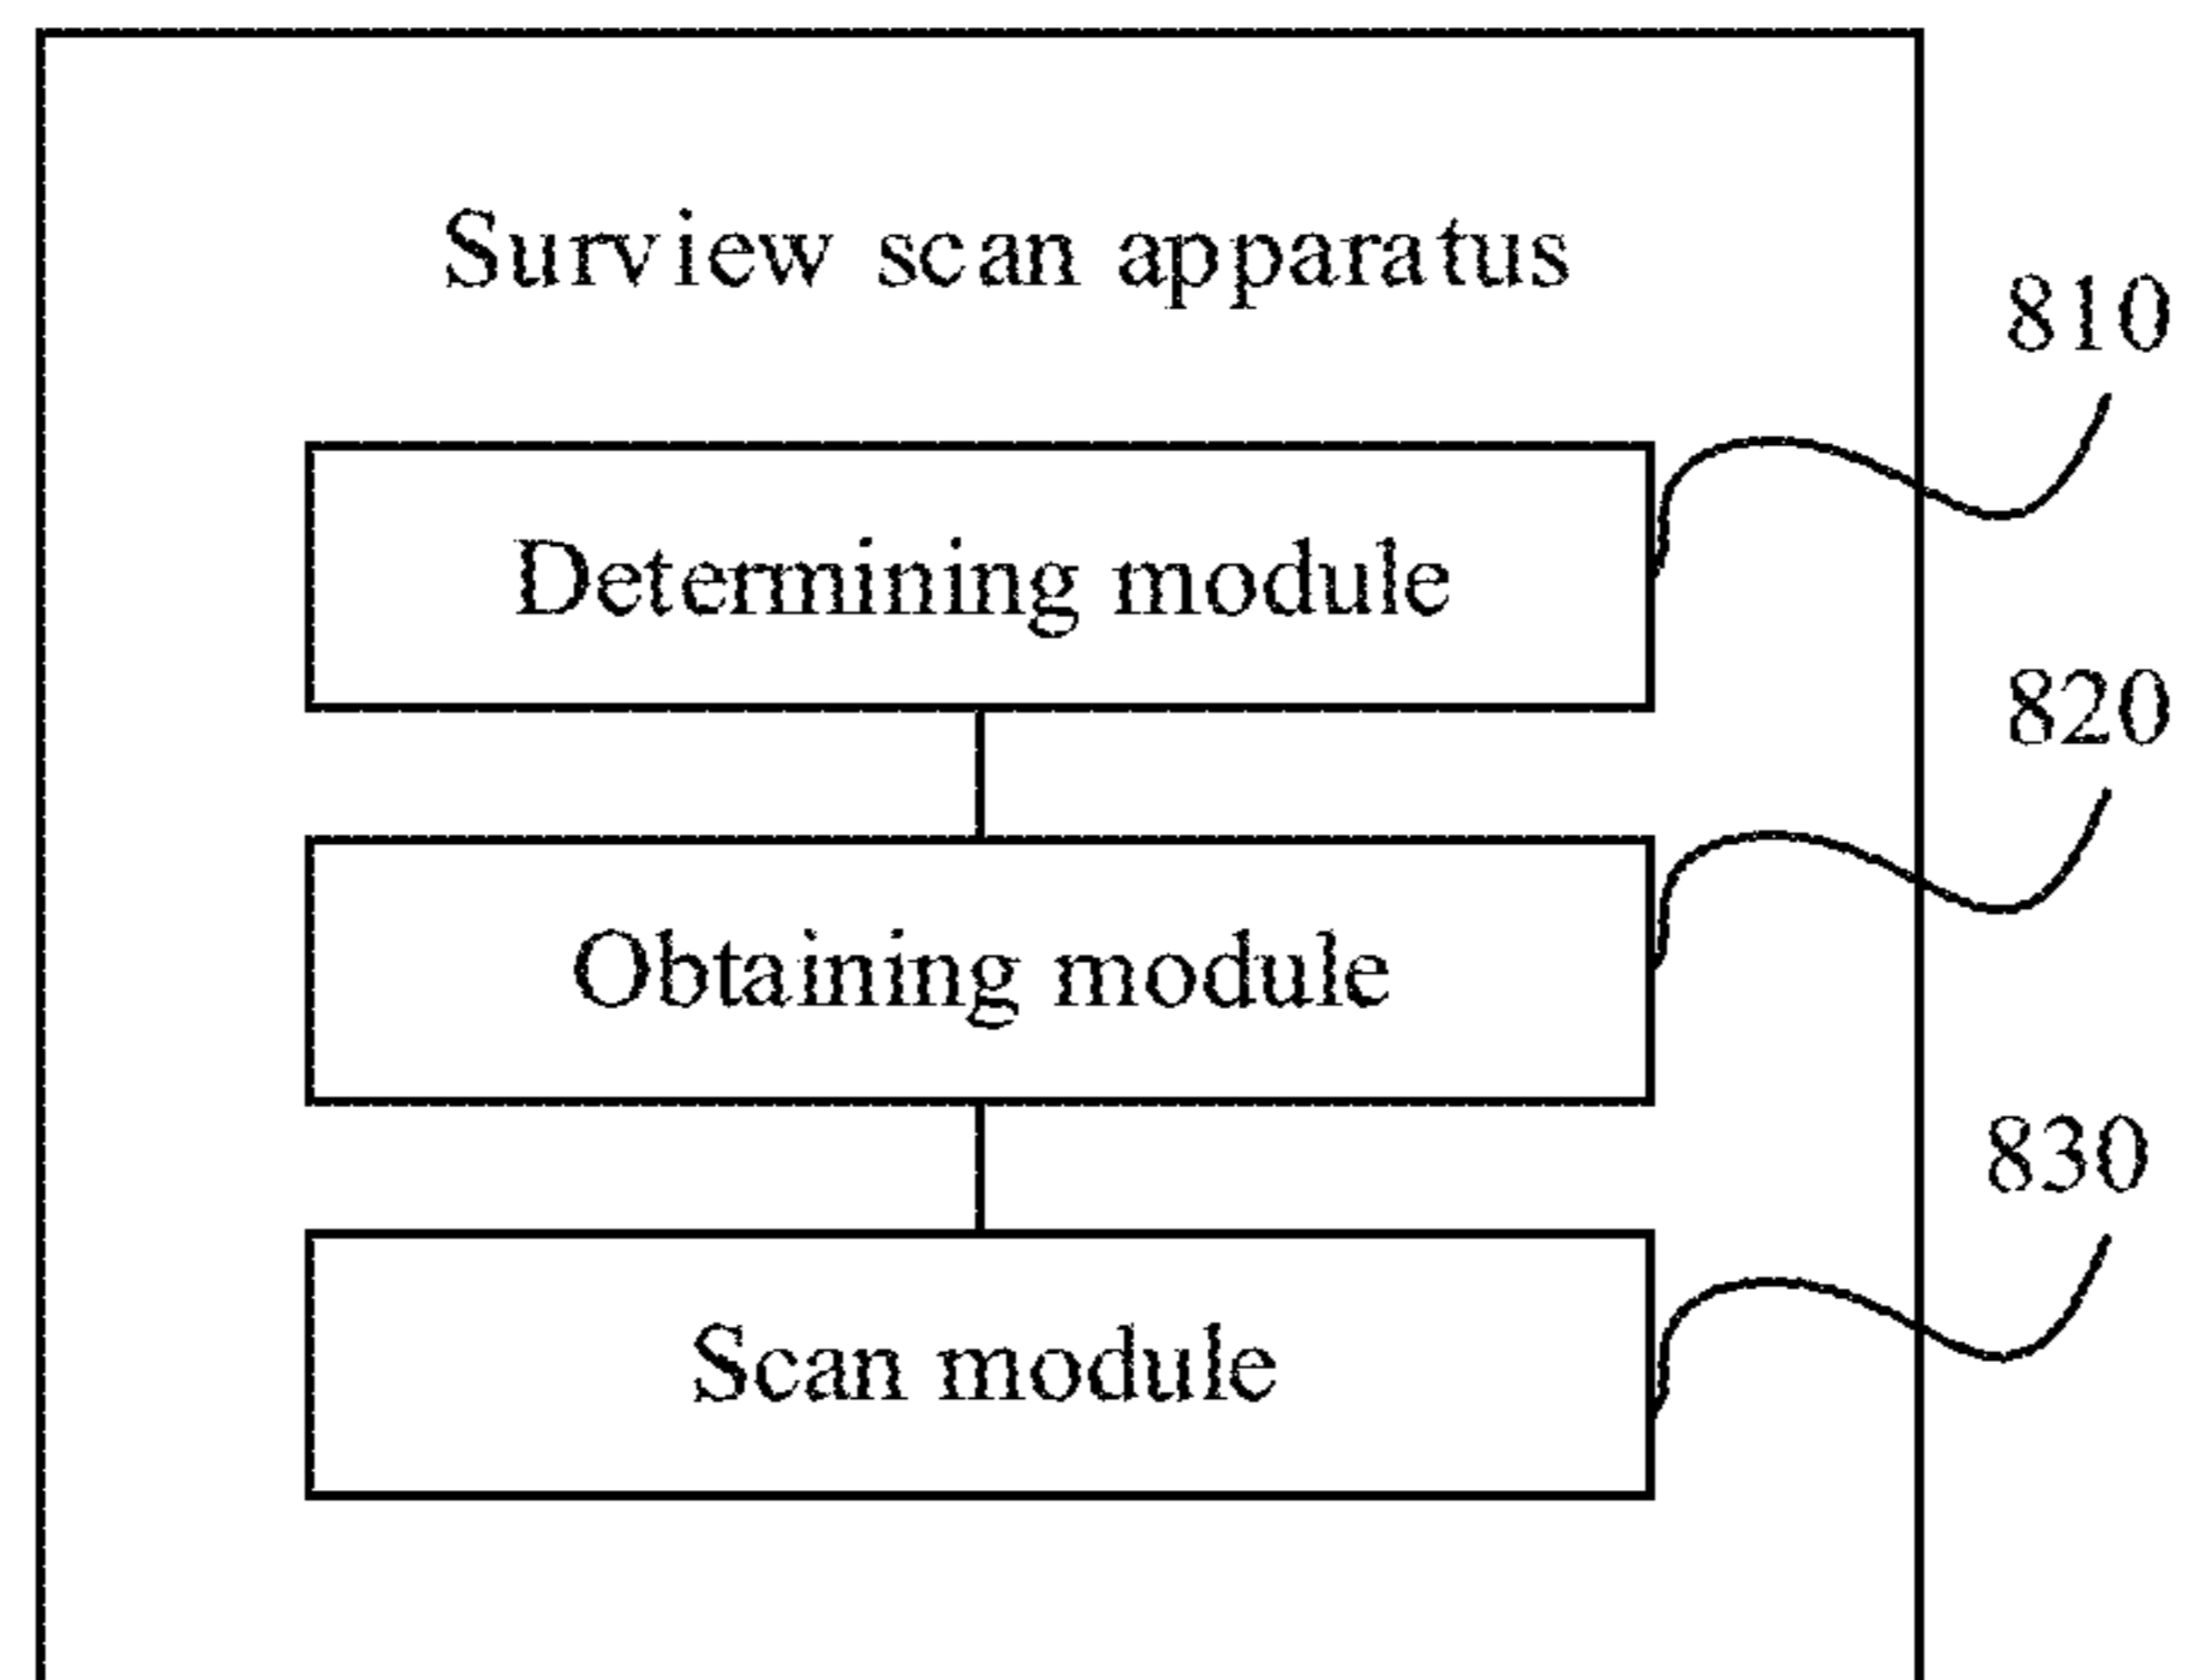 Surview scan apparatus
810
Determining module
820
Obtaining module
830
Scan module